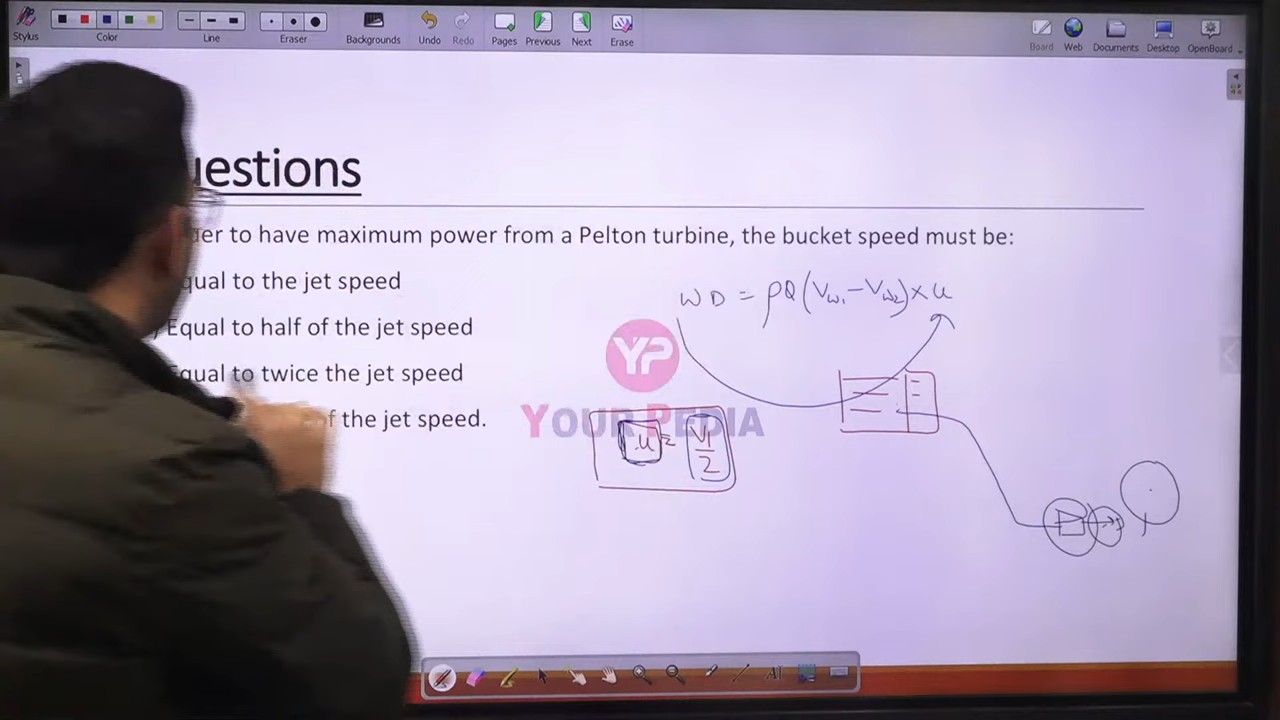 Stylus
Color
Line
Eraser
Backgrounds
Undo
Redo
Pages
Previous
Next
Erase
Board
Web
Documents
Desktop
OpenBoard
uestions
er to have maximum power from a Pelton turbine, the bucket speed must be:
qual to the jet speed
Equal to half of the jet speed
qual to twice the jet speed
of the jet speed.
WD = ρQ(Vw₁ − Vw₂) × u
YP
YOUR PEDIA
u = V₁/2